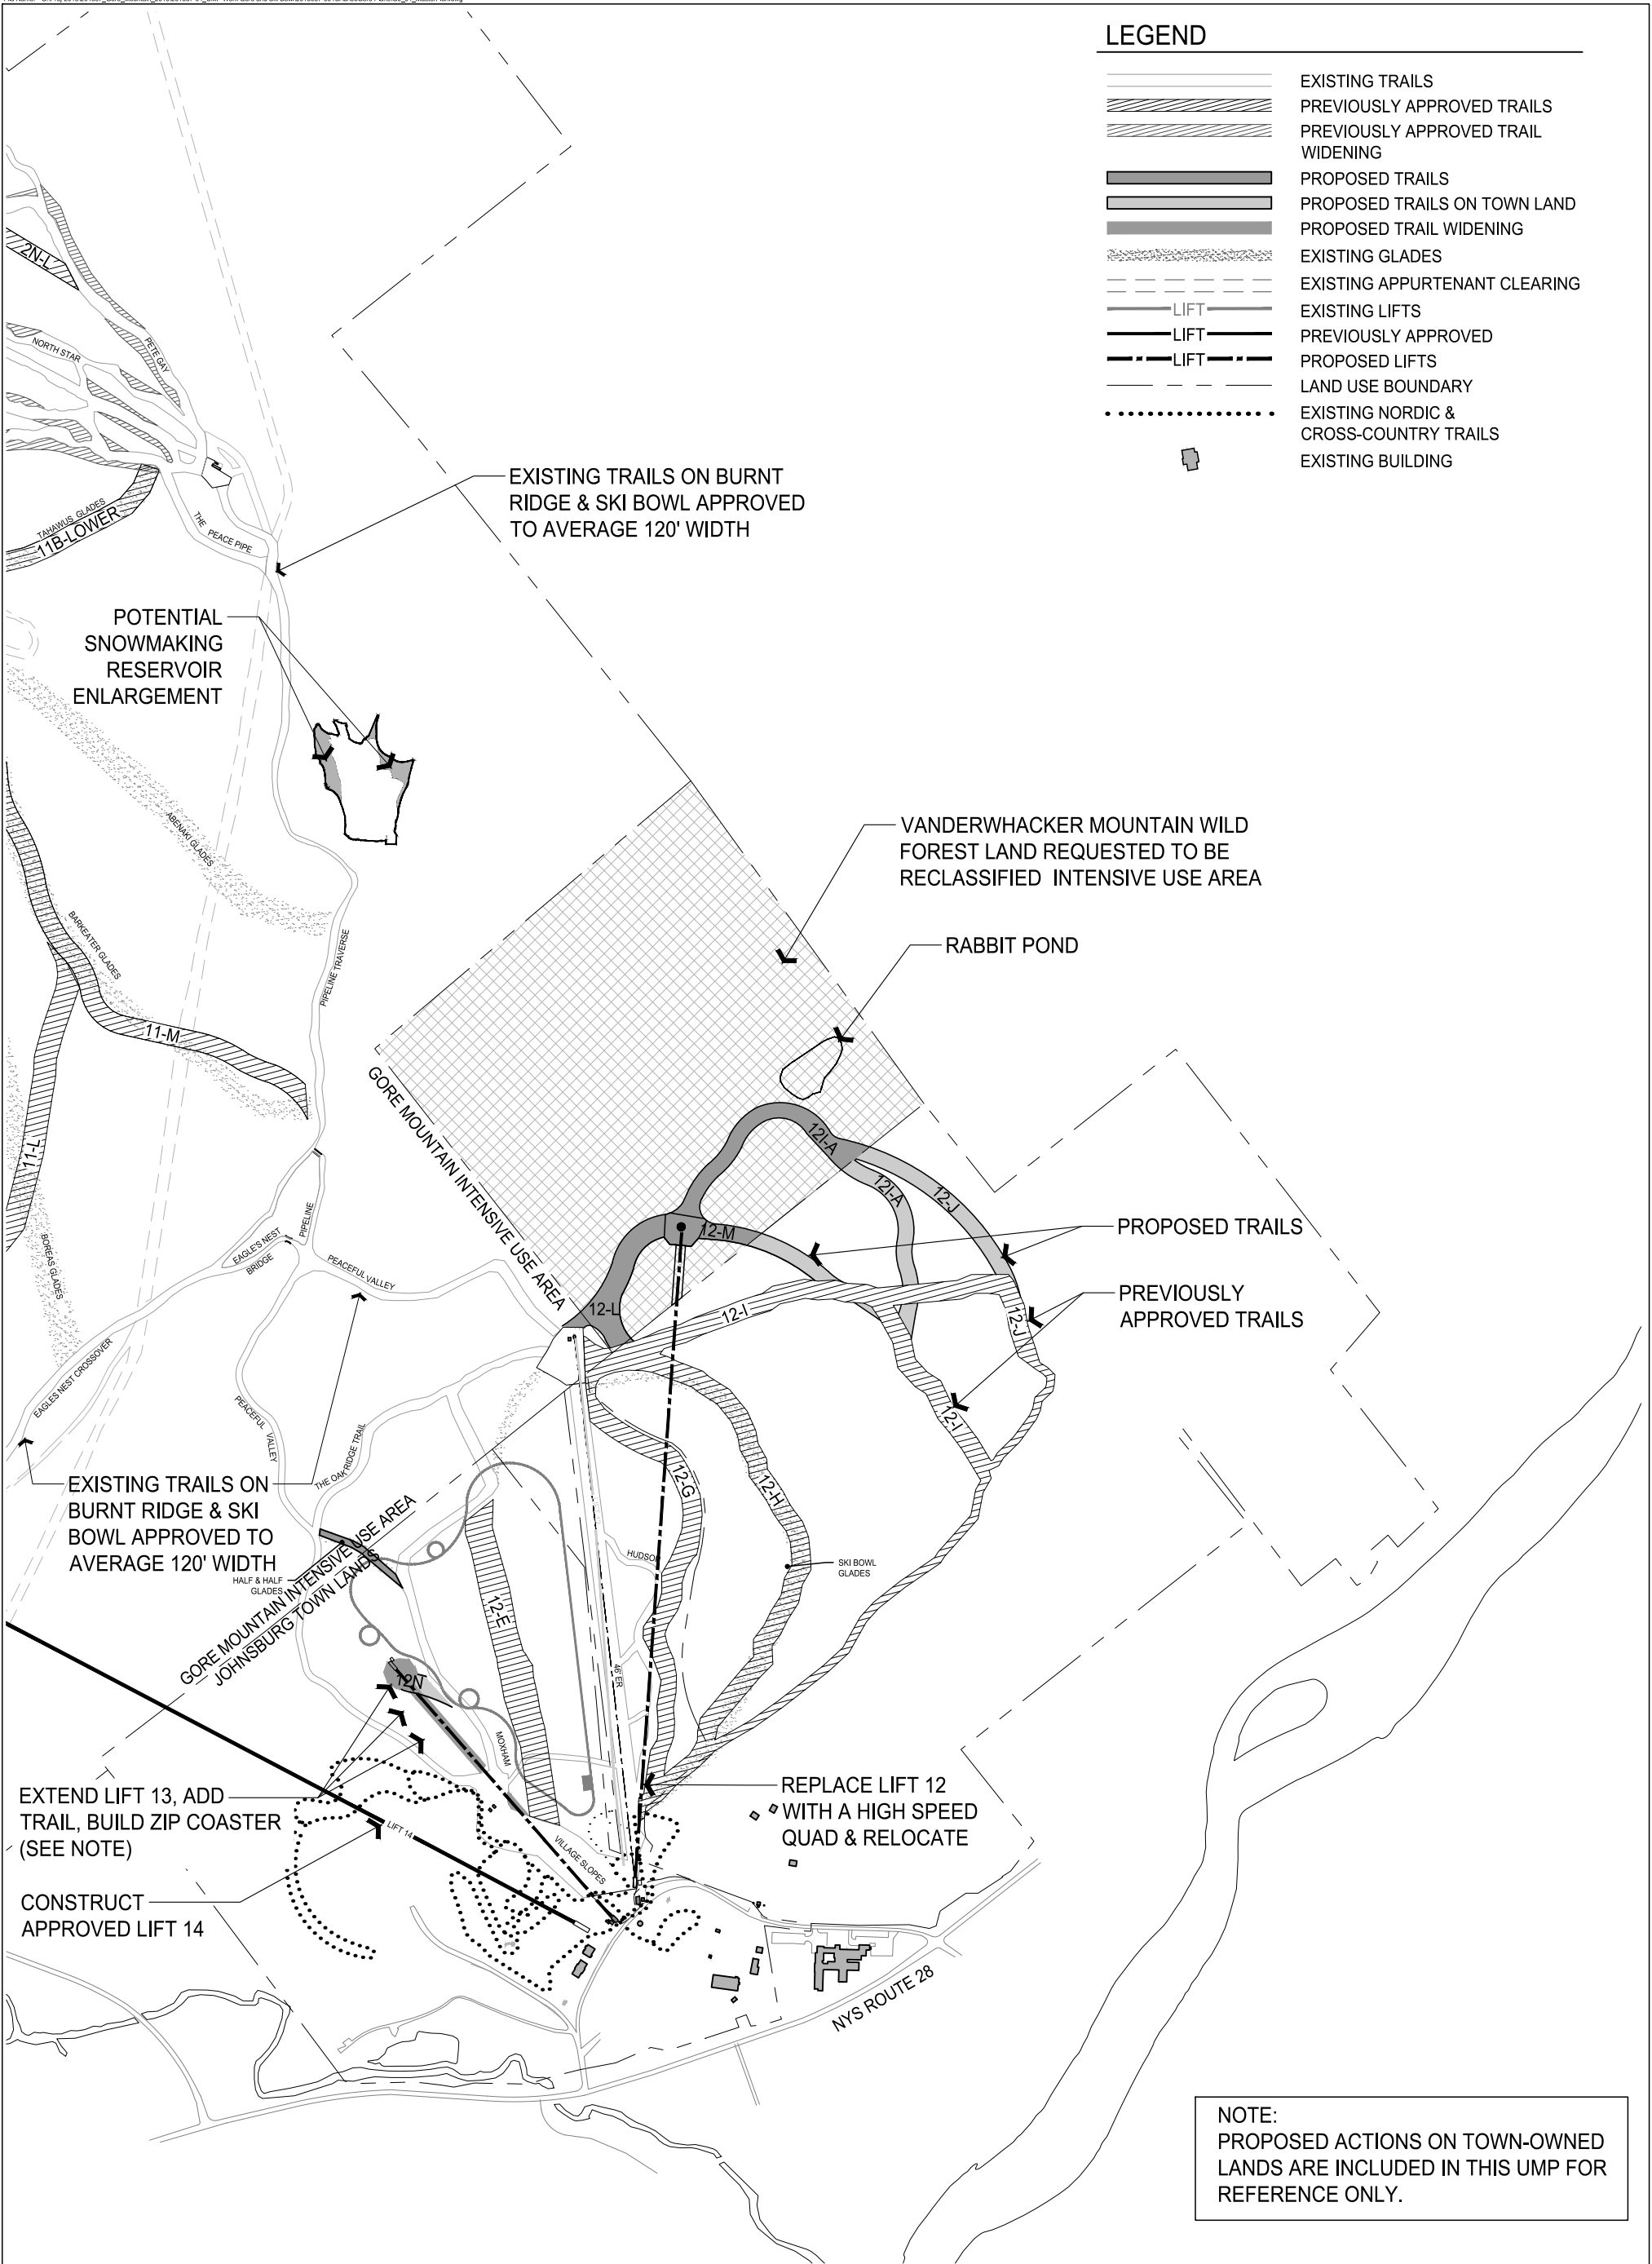 LEGEND
EXISTING TRAILS
PREVIOUSLY APPROVED TRAILS
PREVIOUSLY APPROVED TRAIL
WIDENING
PROPOSED TRAILS
PROPOSED TRAILS ON TOWN LAND
PROPOSED TRAIL WIDENING
EXISTING GLADES
EXISTING APPURTENANT CLEARING
LIFT
EXISTING LIFTS
LIFT
PREVIOUSLY APPROVED
LIFT
PROPOSED LIFTS
LAND USE BOUNDARY
EXISTING NORDIC &
CROSS-COUNTRY TRAILS
EXISTING BUILDING
2N-L
PETE GAY
NORTH STAR
TAHAWUS GLADES
11B-LOWER
THE PEACE PIPE
EXISTING TRAILS ON BURNT
RIDGE & SKI BOWL APPROVED
TO AVERAGE 120' WIDTH
POTENTIAL
SNOWMAKING
RESERVOIR
ENLARGEMENT
ABENAKI GLADES
BARKEATER GLADES
PIPELINE TRAVERSE
11-M
11-L
BOREAS GLADES
VANDERWHACKER MOUNTAIN WILD
FOREST LAND REQUESTED TO BE
RECLASSIFIED INTENSIVE USE AREA
RABBIT POND
GORE MOUNTAIN INTENSIVE USE AREA
12I-A
12I-A
12-J
12-M
12-L
PROPOSED TRAILS
PREVIOUSLY
APPROVED TRAILS
12-I
12-J
12-I
EAGLE'S NEST
BRIDGE
PIPELINE
PEACEFUL VALLEY
EAGLES NEST CROSSOVER
PEACEFUL VALLEY
THE OAK RIDGE TRAIL
EXISTING TRAILS ON
BURNT RIDGE & SKI
BOWL APPROVED TO
AVERAGE 120' WIDTH
HALF & HALF
GLADES
GORE MOUNTAIN INTENSIVE USE AREA
JOHNSBURG TOWN LANDS
12-G
12-H
HUDSON
SKI BOWL
GLADES
12-E
46'ER
12N
MOXHAM
EXTEND LIFT 13, ADD
TRAIL, BUILD ZIP COASTER
(SEE NOTE)
LIFT 14
VILLAGE SLOPES
REPLACE LIFT 12
WITH A HIGH SPEED
QUAD & RELOCATE
CONSTRUCT
APPROVED LIFT 14
NYS ROUTE 28
NOTE:
PROPOSED ACTIONS ON TOWN-OWNED
LANDS ARE INCLUDED IN THIS UMP FOR
REFERENCE ONLY.